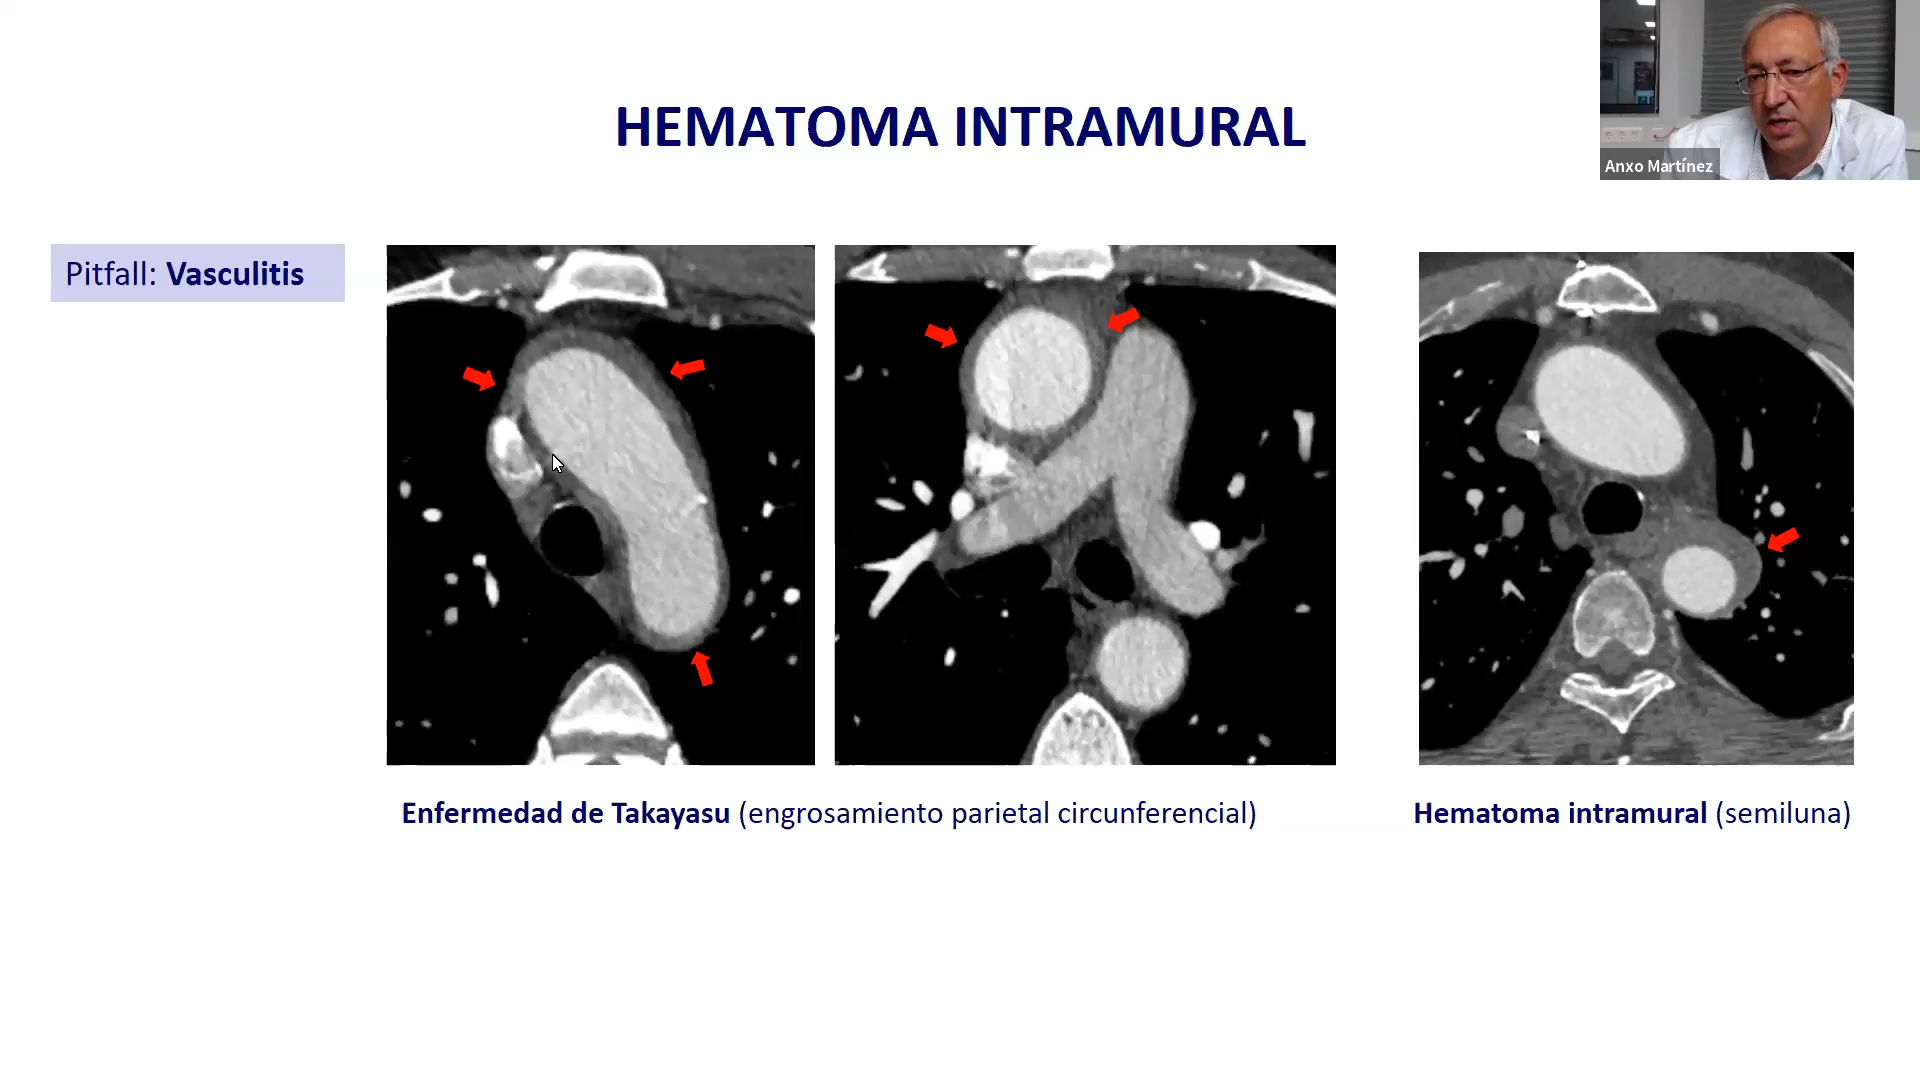 HEMATOMA INTRAMURAL
Anxo Martínez
Pitfall: Vasculitis
Enfermedad de Takayasu (engrosamiento parietal circunferencial)
Hematoma intramural (semiluna)